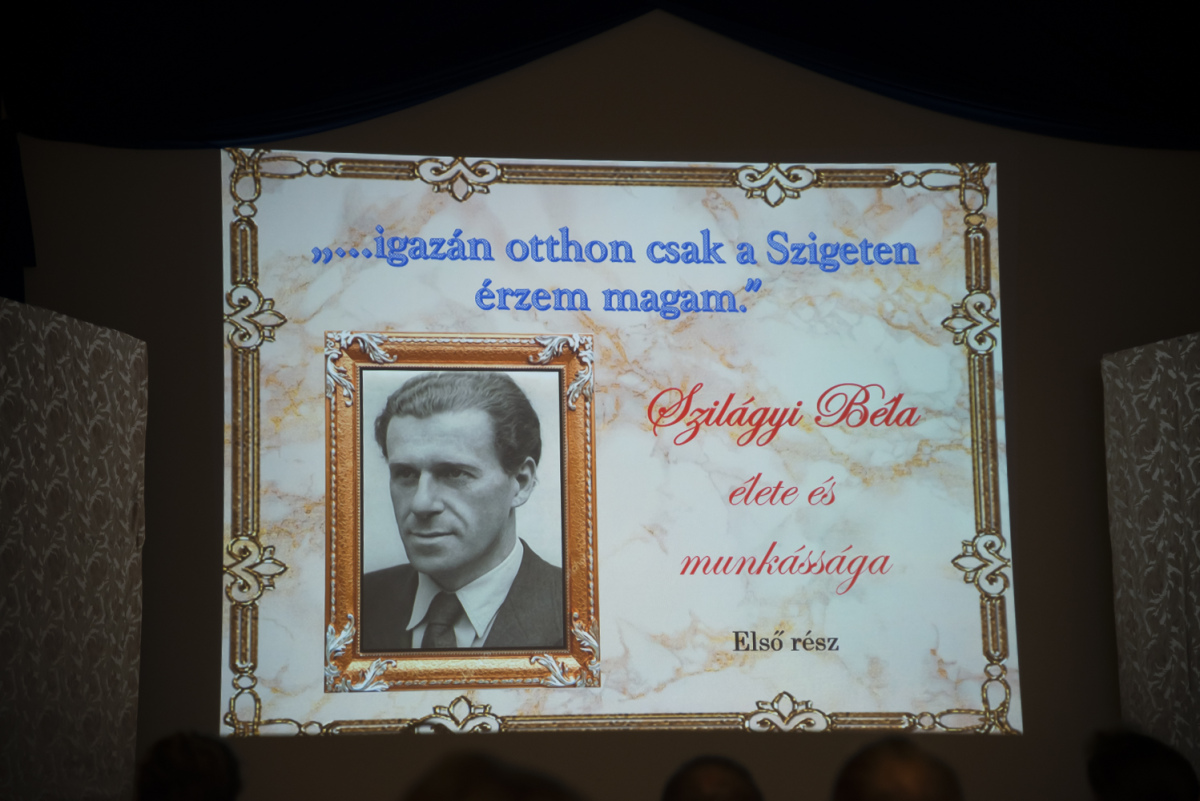 „...igazán otthon csak a Szigeten
érzem magam.”
Szilágyi Béla
élete és
munkássága
Első rész